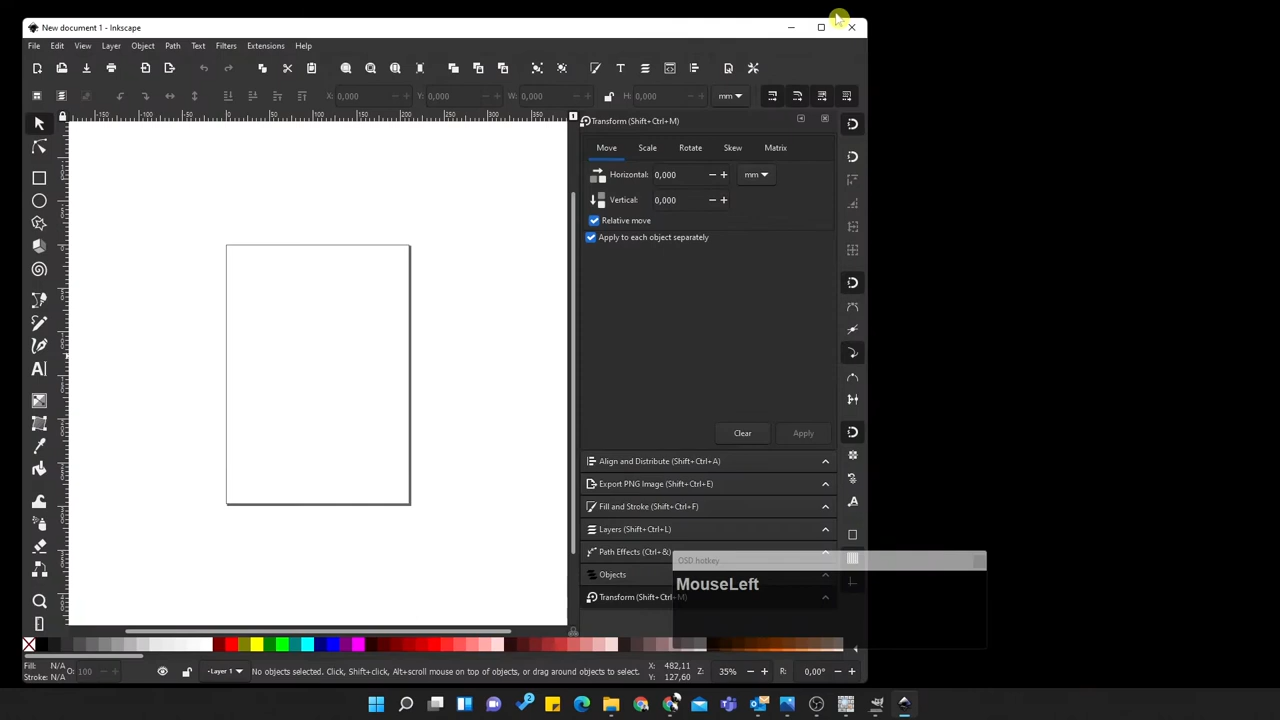 New document 1 - Inkscape
File Edit View Layer Object Path Text Filters Extensions Help
X: 0,000 Y: 0,000 W: 0,000 H: 0,000 mm
Transform (Shift+Ctrl+M)
Move Scale Rotate Skew Matrix
Horizontal: 0,000 mm
Vertical: 0,000
Relative move
Apply to each object separately
Clear Apply
Align and Distribute (Shift+Ctrl+A)
Export PNG Image (Shift+Ctrl+E)
Fill and Stroke (Shift+Ctrl+F)
Layers (Shift+Ctrl+L)
Path Effects (Ctrl+&)
OSD hotkey
Objects
MouseLeft
Transform (Shift+Ctrl+M)
Fill: N/A
Stroke: N/A
O: 100
Layer 1
No objects selected. Click, Shift+click, Alt+scroll mouse on top of objects, or drag around objects to select.
X: 482,11
Y: 127,60
Z: 35%
R: 0,00°